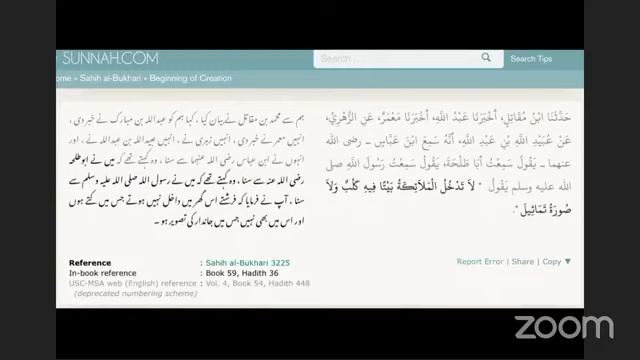 SUNNAH.COM
Search ...
Search Tips
ome » Sahih al-Bukhari » Beginning of Creation
حَدَّثَنَا ابْنُ مُقَاتِلٍ، أَخْبَرَنَا عَبْدُ اللَّهِ، أَخْبَرَنَا مَعْمَرٌ، عَنِ الزُّهْرِيِّ،
عَنْ عُبَيْدِ اللَّهِ بْنِ عَبْدِ اللَّهِ، أَنَّهُ سَمِعَ ابْنَ عَبَّاسٍ ـ رضى الله
عنهما ـ يَقُولُ سَمِعْتُ أَبَا طَلْحَةَ، يَقُولُ سَمِعْتُ رَسُولَ اللَّهِ صلى
الله عليه وسلم يَقُولُ " لاَ تَدْخُلُ الْمَلاَئِكَةُ بَيْتًا فِيهِ كَلْبٌ وَلاَ
صُورَةُ تَمَاثِيلَ ".
ہم سے محمد بن مقاتل نے بیان کیا ، کہا ہم کو عبداللہ بن مبارک نے خبر دی ،
انہیں معمر نے خبر دی ، انہیں زہری نے ، انہیں عبیداللہ بن عبداللہ نے ، اور
انہوں نے ابن عباس رضی اللہ عنہما سے سنا ، وہ کہتے تھے کہ میں نے ابوطلحہ
رضی اللہ عنہ سے سنا ، وہ کہتے تھے کہ میں نے رسول اللہ صلی اللہ علیہ وسلم سے
سنا ، آپ نے فرمایا کہ فرشتے اس گھر میں داخل نہیں ہوتے جس میں کتے ہوں
اور اس میں بھی نہیں جس میں جاندار کی تصویر ہو ۔
Reference : Sahih al-Bukhari 3225
In-book reference : Book 59, Hadith 36
USC-MSA web (English) reference : Vol. 4, Book 54, Hadith 448
(deprecated numbering scheme)
Report Error | Share | Copy ▼
zoom